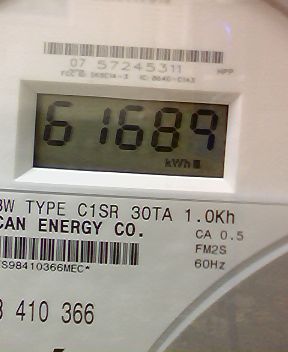 07 57245311
MPP
61689
kWh
3W TYPE C1SR 30TA 1.0Kh
CAN ENERGY CO.
CA 0.5
FM2S
60Hz
S98410366MEC*
410 366